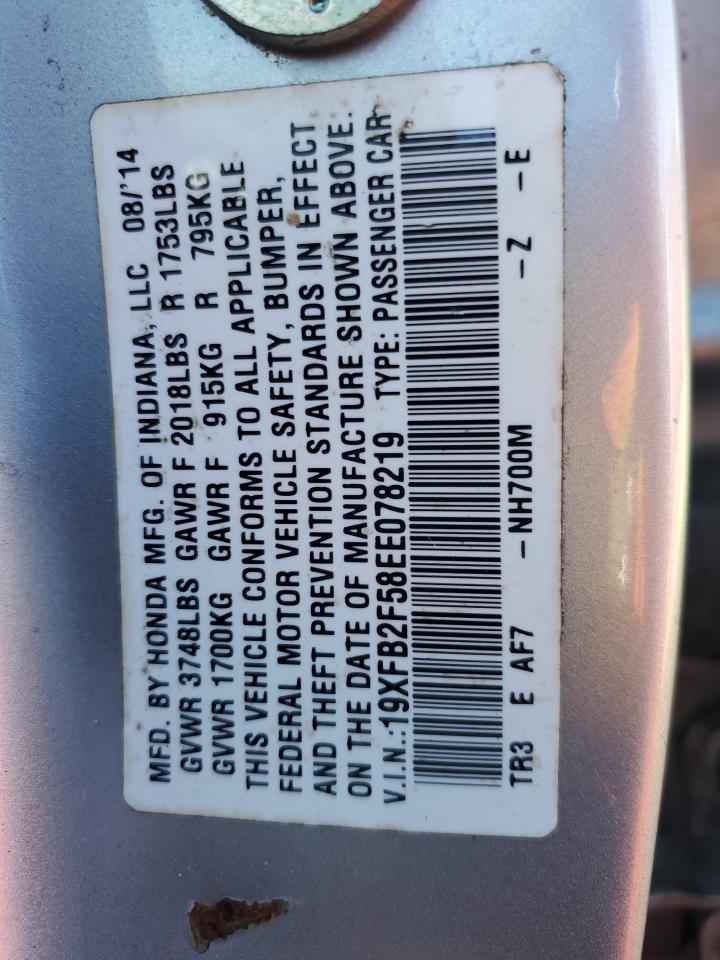 MFD. BY HONDA MFG. OF INDIANA, LLC 08/'14
GVWR 3748LBS GAWR F 2018LBS R 1753LBS
GVWR 1700KG GAWR F 915KG R 795KG
THIS VEHICLE CONFORMS TO ALL APPLICABLE
FEDERAL MOTOR VEHICLE SAFETY, BUMPER,
AND THEFT PREVENTION STANDARDS IN EFFECT
ON THE DATE OF MANUFACTURE SHOWN ABOVE.
V.I.N.:19XFB2F58EE078219 TYPE: PASSENGER CAR
TR3 E AF7 -NH700M -Z -E